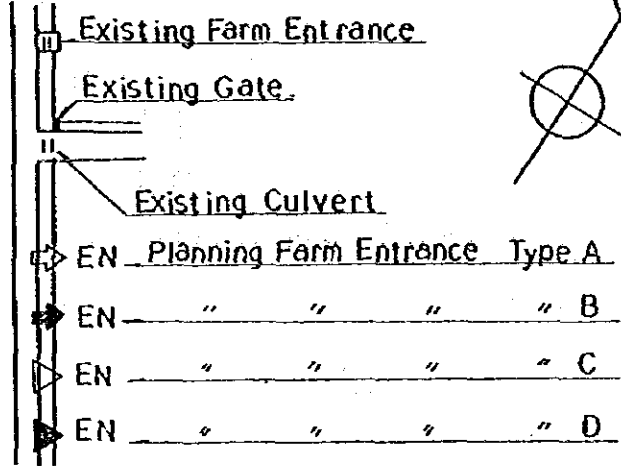 Existing Farm Entrance
Existing Gate.
Existing Culvert
EN Planning Farm Entrance Type A
EN " " " " B
EN " " " " C
EN " " " " D